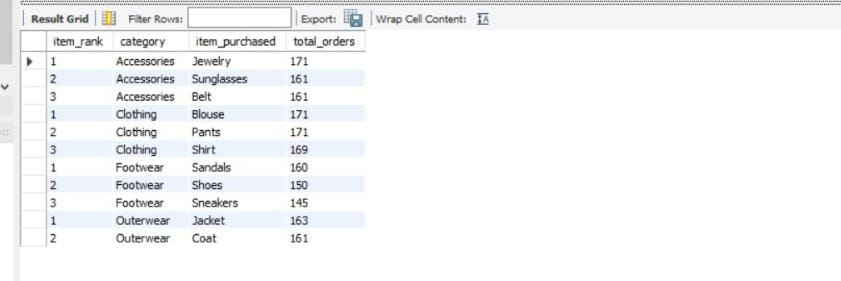 Result Grid Filter Rows: Export: Wrap Cell Content: IA
item_rank category item_purchased total_orders
1 Accessories Jewelry 171
2 Accessories Sunglasses 161
3 Accessories Belt 161
1 Clothing Blouse 171
2 Clothing Pants 171
3 Clothing Shirt 169
1 Footwear Sandals 160
2 Footwear Shoes 150
3 Footwear Sneakers 145
1 Outerwear Jacket 163
2 Outerwear Coat 161